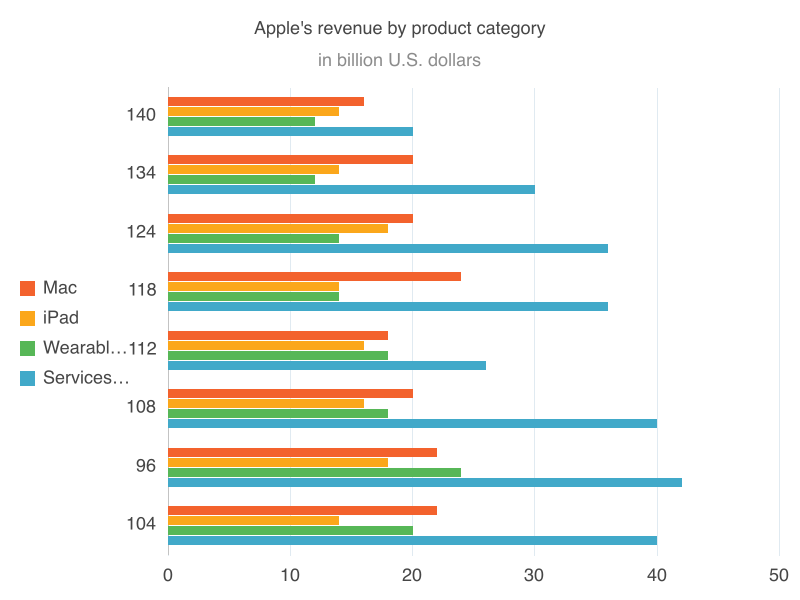 Apple's revenue by product category
in billion U.S. dollars
140
134
124
118
112
108
96
104
Mac
iPad
Wearabl…
Services…
0 10 20 30 40 50